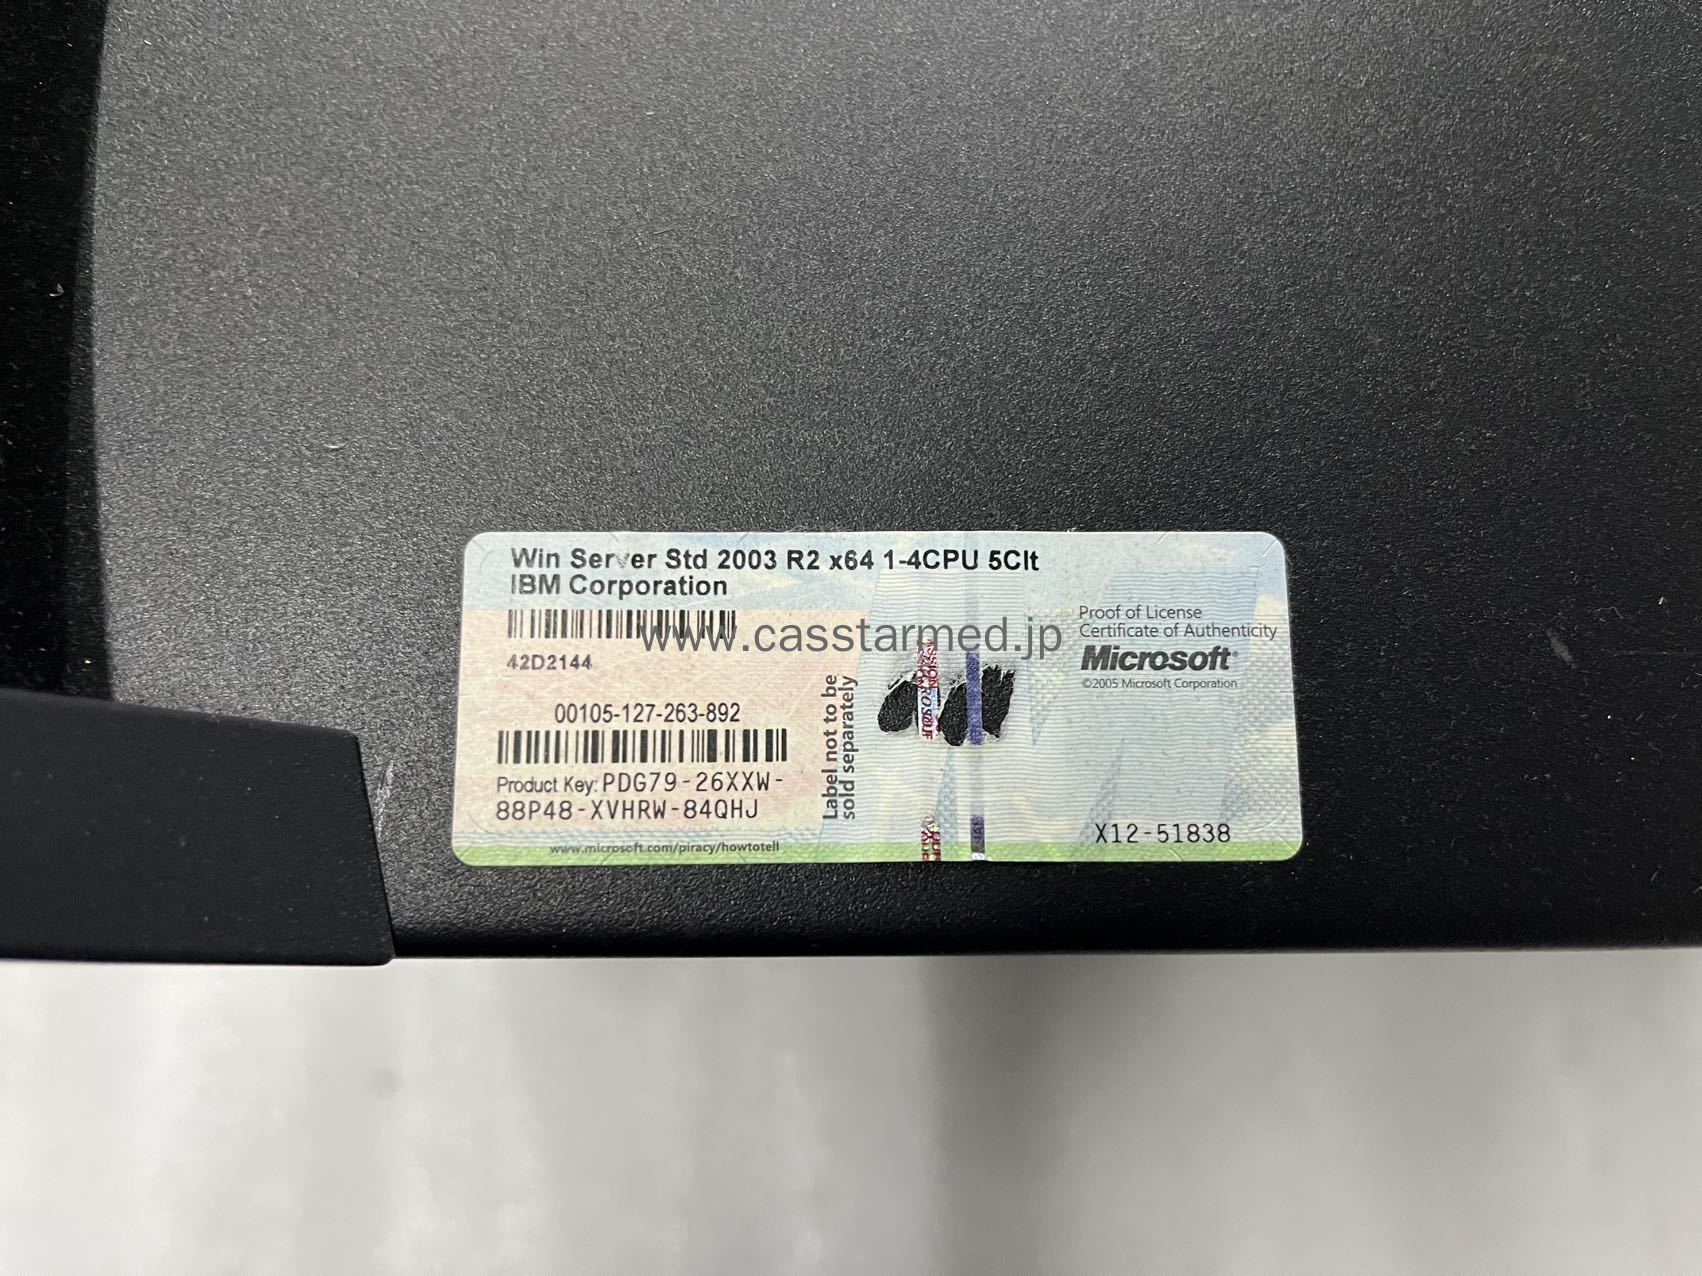 Win Server Std 2003 R2 x64 1-4CPU 5Clt
IBM Corporation
www.casstarmed.jp
42D2144
00105-127-263-892
Product Key: PDG79-26XXW-
88P48-XVHRW-84QHJ
www.microsoft.com/piracy/howtotell
Label not to be
sold separately
Proof of License
Certificate of Authenticity
Microsoft®
©2005 Microsoft Corporation
X12-51838